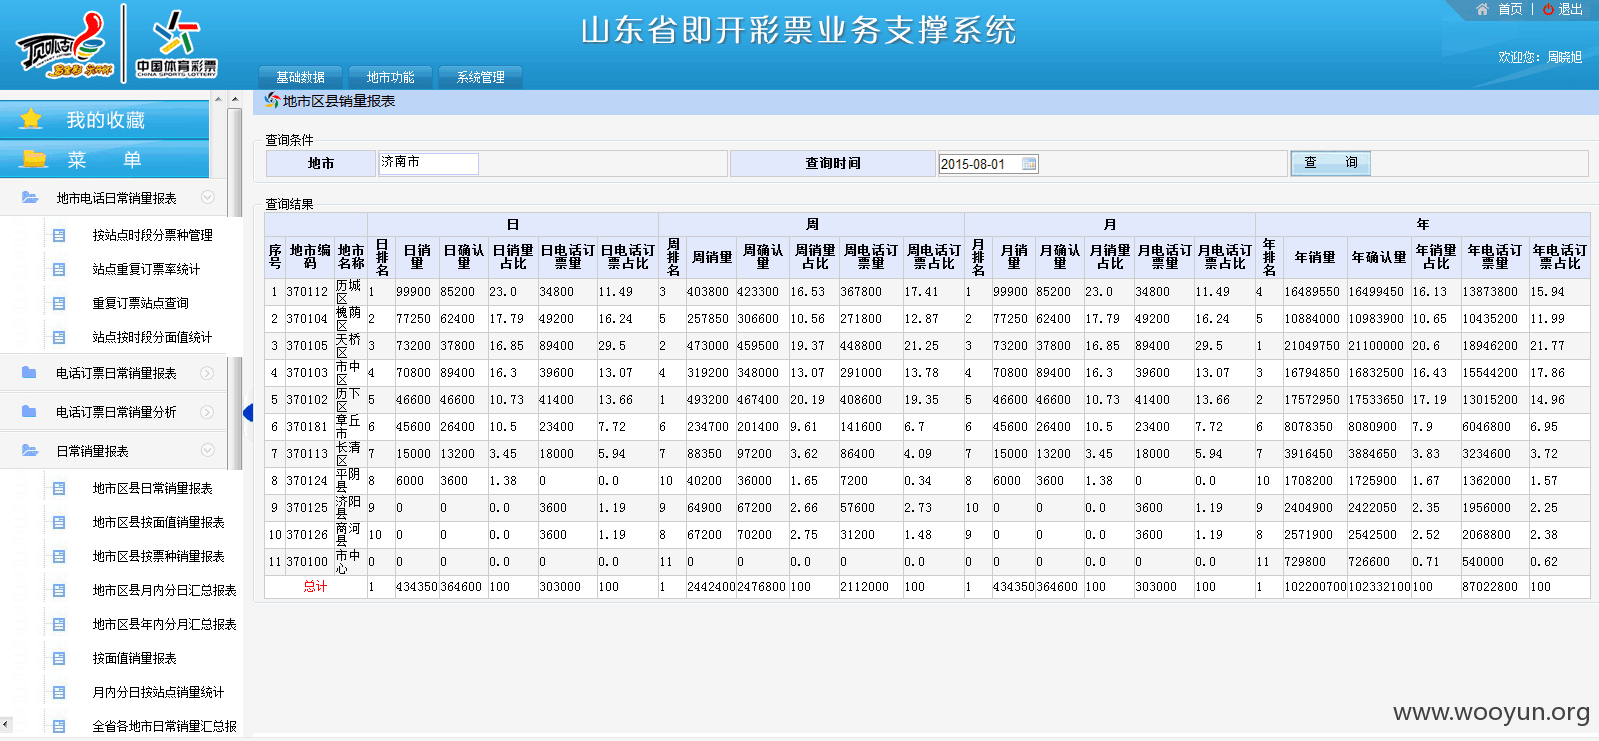 首页 | 退出
山东省即开彩票业务支撑系统
欢迎您: 周晓旭
顶呱刮
中国体育彩票
CHINA SPORTS LOTTERY
基础数据 地市功能 系统管理
地市区县销量报表
我的收藏
菜 单
地市电话日常销量报表
按站点时段分票种管理
站点重复订票率统计
重复订票站点查询
站点按时段分面值统计
电话订票日常销量报表
电话订票日常销量分析
日常销量报表
地市区县日常销量报表
地市区县按面值销量报表
地市区县按票种销量报表
地市区县月内分日汇总报表
地市区县年内分月汇总报表
按面值销量报表
月内分日按站点销量统计
全省各地市日常销量汇总报
查询条件
地市 济南市 查询时间 2015-08-01 查 询
查询结果
日 周 月 年
序号 地市编码 地市名称 日排名 日销量 日确认量 日销量占比 日电话订票量 日电话订票占比 周排名 周销量 周确认量 周销量占比 周电话订票量 周电话订票占比 月排名 月销量 月确认量 月销量占比 月电话订票量 月电话订票占比 年排名 年销量 年确认量 年销量占比 年电话订票量 年电话订票占比
1 370112 历城区 1 99900 85200 23.0 34800 11.49 3 403800 423300 16.53 367800 17.41 1 99900 85200 23.0 34800 11.49 4 16489550 16499450 16.13 13873800 15.94
2 370104 槐荫区 2 77250 62400 17.79 49200 16.24 5 257850 306600 10.56 271800 12.87 2 77250 62400 17.79 49200 16.24 5 10884000 10983900 10.65 10435200 11.99
3 370105 天桥区 3 73200 37800 16.85 89400 29.5 2 473000 459500 19.37 448800 21.25 3 73200 37800 16.85 89400 29.5 1 21049750 21100000 20.6 18946200 21.77
4 370103 市中区 4 70800 89400 16.3 39600 13.07 4 319200 348000 13.07 291000 13.78 4 70800 89400 16.3 39600 13.07 3 16794850 16832500 16.43 15544200 17.86
5 370102 历下区 5 46600 46600 10.73 41400 13.66 1 493200 467400 20.19 408600 19.35 5 46600 46600 10.73 41400 13.66 2 17572950 17533650 17.19 13015200 14.96
6 370181 章丘市 6 45600 26400 10.5 23400 7.72 6 234700 201400 9.61 141600 6.7 6 45600 26400 10.5 23400 7.72 6 8078350 8080900 7.9 6046800 6.95
7 370113 长清区 7 15000 13200 3.45 18000 5.94 7 88350 97200 3.62 86400 4.09 7 15000 13200 3.45 18000 5.94 7 3916450 3884650 3.83 3234600 3.72
8 370124 平阴县 8 6000 3600 1.38 0 0.0 10 40200 36000 1.65 7200 0.34 8 6000 3600 1.38 0 0.0 10 1708200 1725900 1.67 1362000 1.57
9 370125 济阳县 9 0 0 0.0 3600 1.19 9 64900 67200 2.66 57600 2.73 10 0 0 0.0 3600 1.19 9 2404900 2422050 2.35 1956000 2.25
10 370126 商河县 10 0 0 0.0 3600 1.19 8 67200 70200 2.75 31200 1.48 9 0 0 0.0 3600 1.19 8 2571900 2542500 2.52 2068800 2.38
11 370100 市中心 0 0 0 0.0 0 0.0 11 0 0 0.0 0 0.0 0 0 0 0.0 0 0.0 11 729800 726600 0.71 540000 0.62
总计 1 434350 364600 100 303000 100 1 2442400 2476800 100 2112000 100 1 434350 364600 100 303000 100 1 102200700 102332100 100 87022800 100
www.wooyun.org